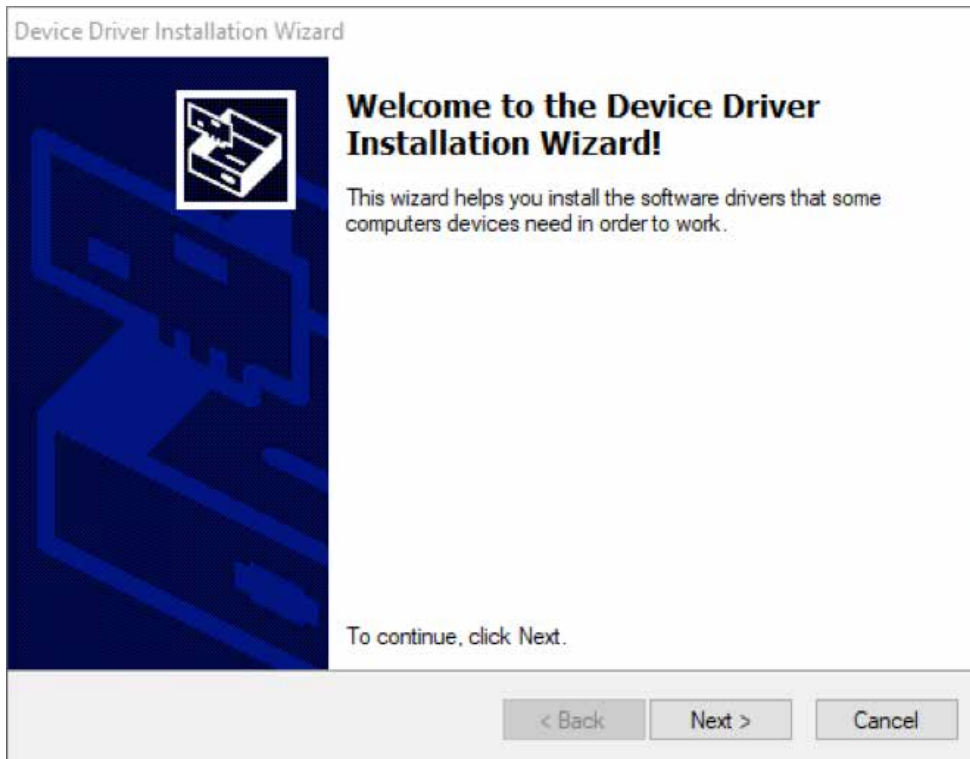 Device Driver Installation Wizard
Welcome to the Device Driver
Installation Wizard!
This wizard helps you install the software drivers that some
computers devices need in order to work.
To continue, click Next.
< Back
Next >
Cancel